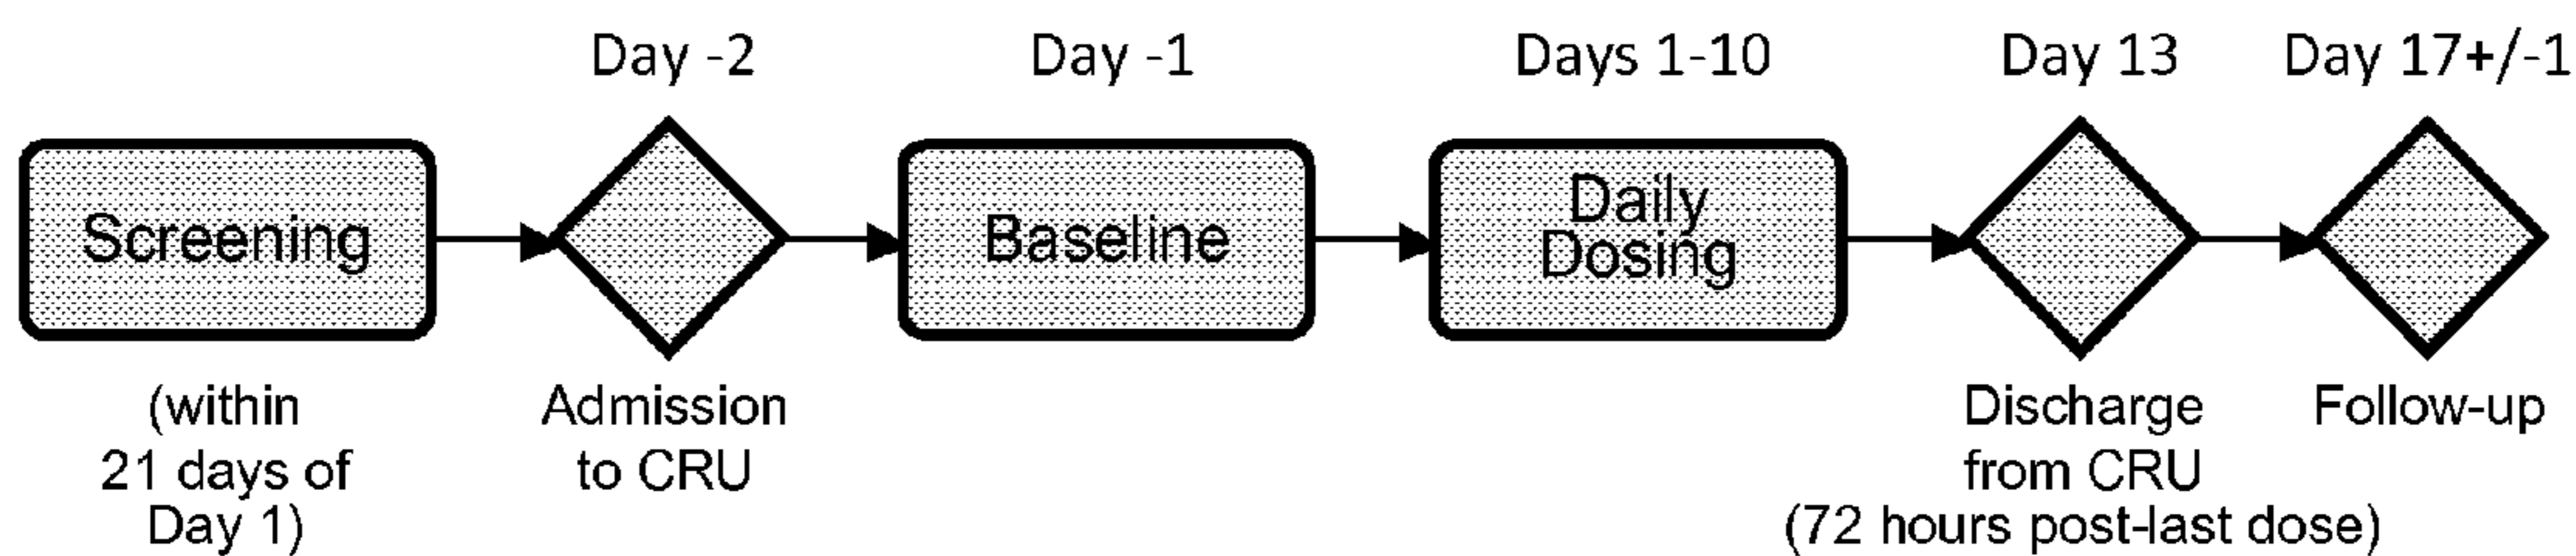 Day -2
Day -1
Days 1-10
Day 13
Day 17+/-1
Screening
Baseline
Daily
Dosing
(within
21 days of
Day 1)
Admission
to CRU
Discharge
from CRU
(72 hours post-last dose)
Follow-up